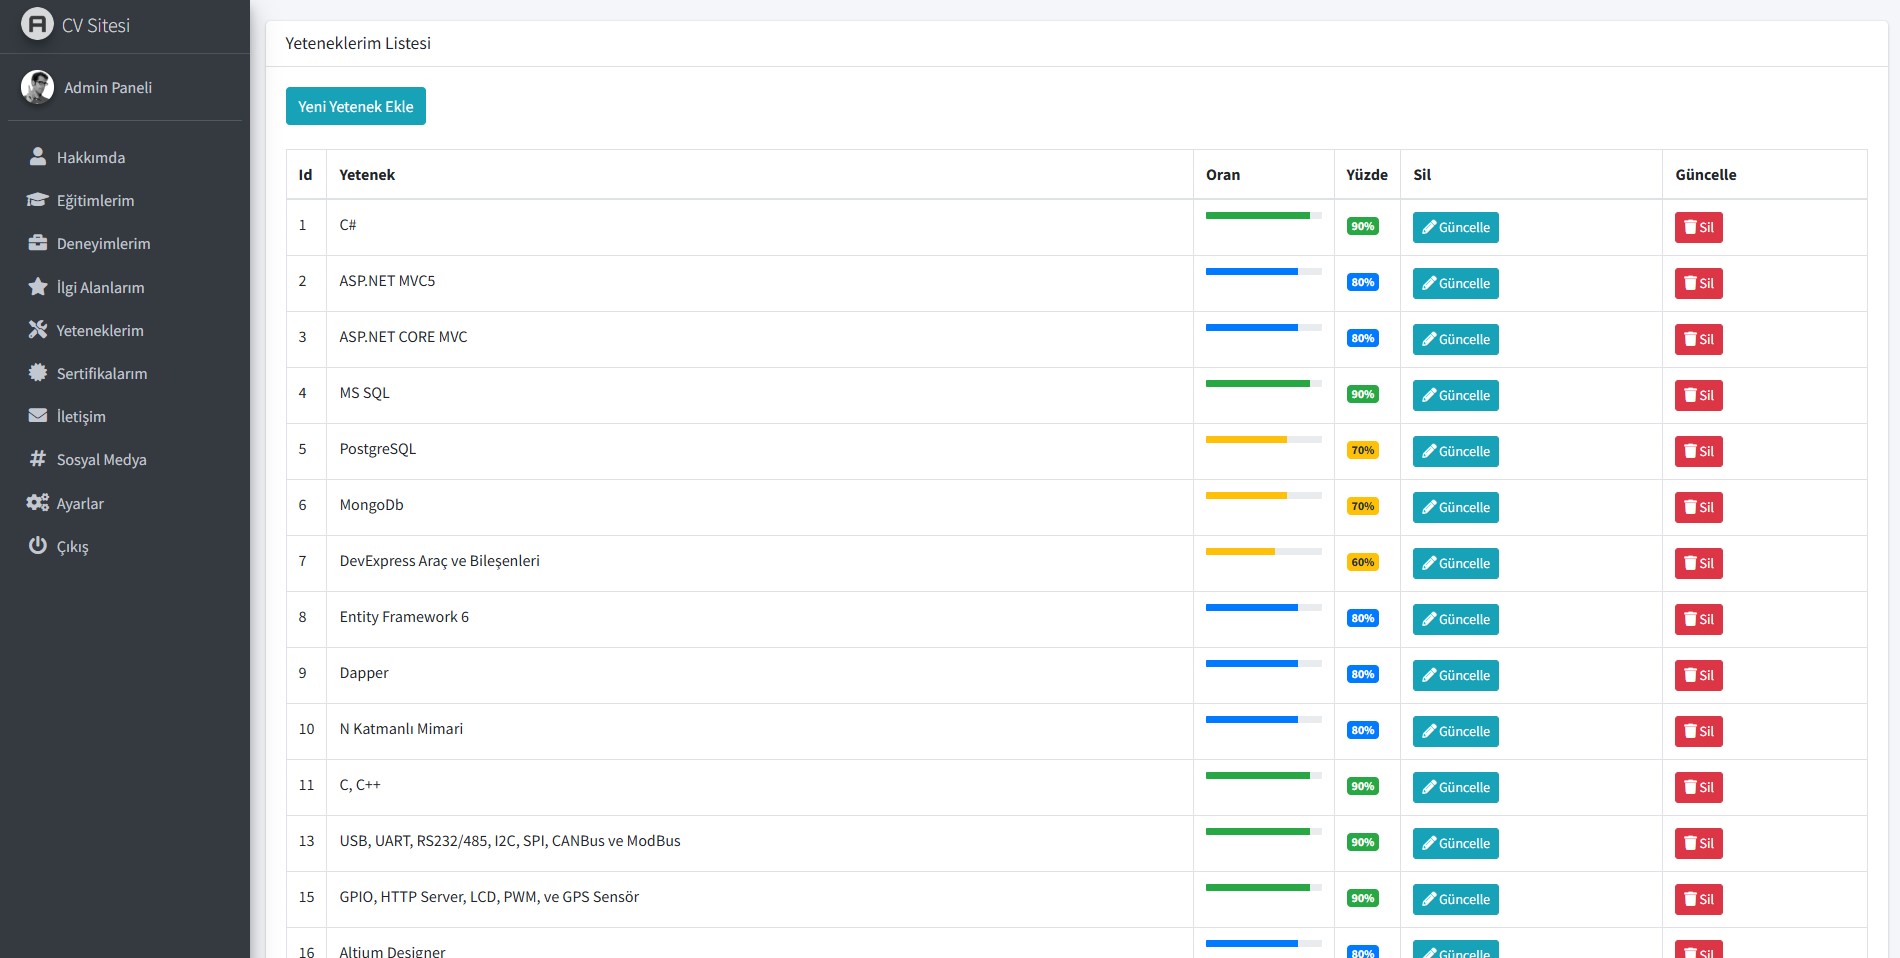 CV Sitesi
Admin Paneli
Hakkımda
Eğitimlerim
Deneyimlerim
İlgi Alanlarım
Yeteneklerim
Sertifikalarım
İletişim
Sosyal Medya
Ayarlar
Çıkış
Yeteneklerim Listesi
Yeni Yetenek Ekle
Id Yetenek Oran Yüzde Sil Güncelle
1 C# 90% Güncelle Sil
2 ASP.NET MVC5 80% Güncelle Sil
3 ASP.NET CORE MVC 80% Güncelle Sil
4 MS SQL 90% Güncelle Sil
5 PostgreSQL 70% Güncelle Sil
6 MongoDb 70% Güncelle Sil
7 DevExpress Araç ve Bileşenleri 60% Güncelle Sil
8 Entity Framework 6 80% Güncelle Sil
9 Dapper 80% Güncelle Sil
10 N Katmanlı Mimari 80% Güncelle Sil
11 C, C++ 90% Güncelle Sil
13 USB, UART, RS232/485, I2C, SPI, CANBus ve ModBus 90% Güncelle Sil
15 GPIO, HTTP Server, LCD, PWM, ve GPS Sensör 90% Güncelle Sil
16 Altium Designer 80% Güncelle Sil